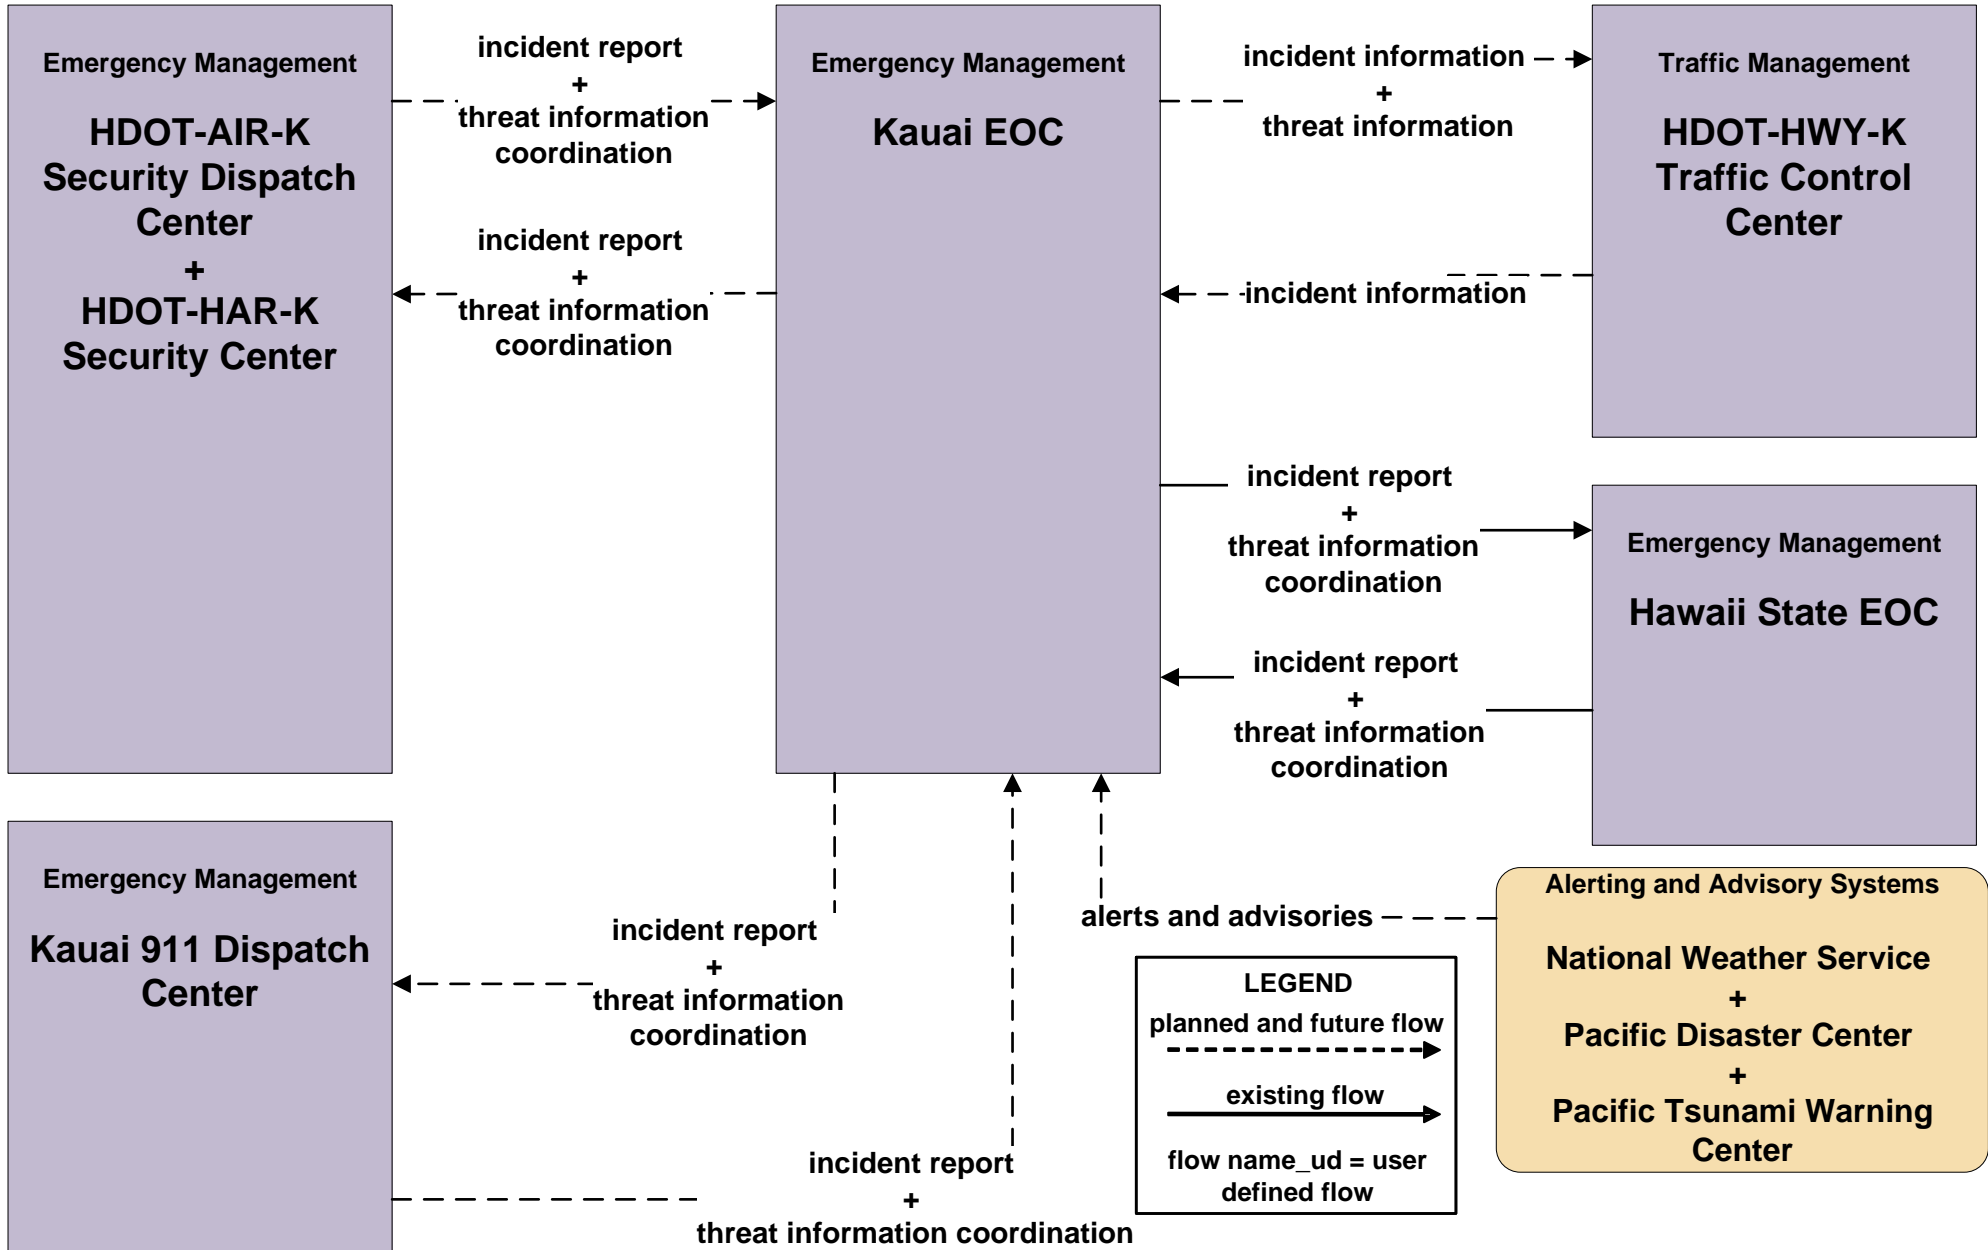 Emergency Management
HDOT-AIR-K
Security Dispatch
Center
+
HDOT-HAR-K
Security Center
incident report
+
threat information
coordination
incident report
+
threat information
coordination
Emergency Management
Kauai EOC
incident information
+
threat information
incident information
Traffic Management
HDOT-HWY-K
Traffic Control
Center
incident report
+
threat information
coordination
incident report
+
threat information
coordination
Emergency Management
Hawaii State EOC
Emergency Management
Kauai 911 Dispatch
Center
incident report
+
threat information
coordination
incident report
+
threat information coordination
alerts and advisories
LEGEND
planned and future flow
existing flow
flow name_ud = user
defined flow
Alerting and Advisory Systems
National Weather Service
+
Pacific Disaster Center
+
Pacific Tsunami Warning
Center